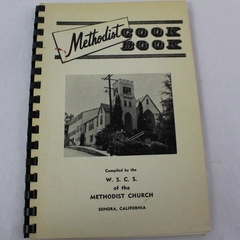 Methodist COOK
BOOK
Compiled by the
W. S. C. S.
of the
METHODIST CHURCH
SONORA, CALIFORNIA